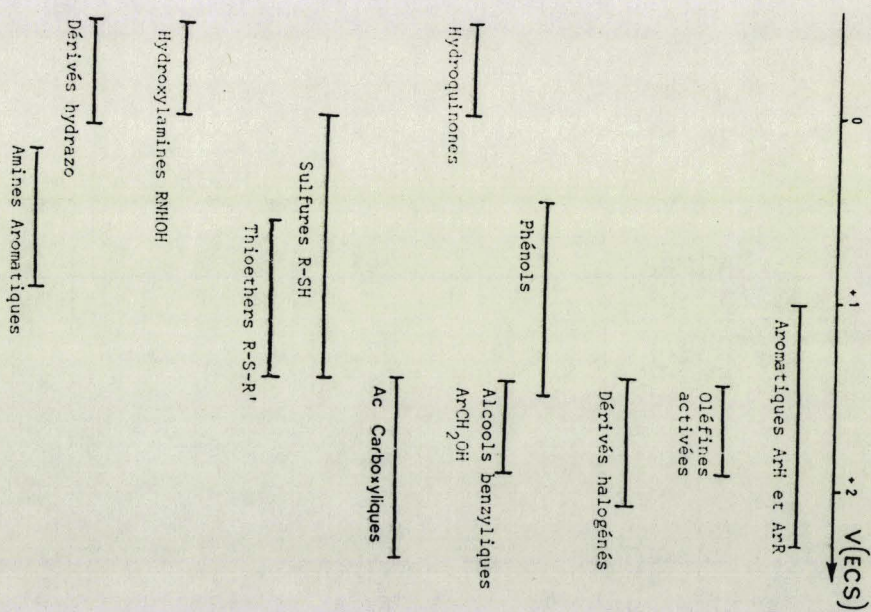 0
+1
+2
V(ECS)
Aromatiques ArH et ArR
Oléfines
activées
Dérivés halogénés
Phénols
Alcools benzyliques
ArCH₂OH
Hydroquinones
Ac Carboxyliques
Sulfures R-SH
Thioethers R-S-R'
Hydroxylamines RNHOH
Dérivés hydrazo
Amines Aromatiques